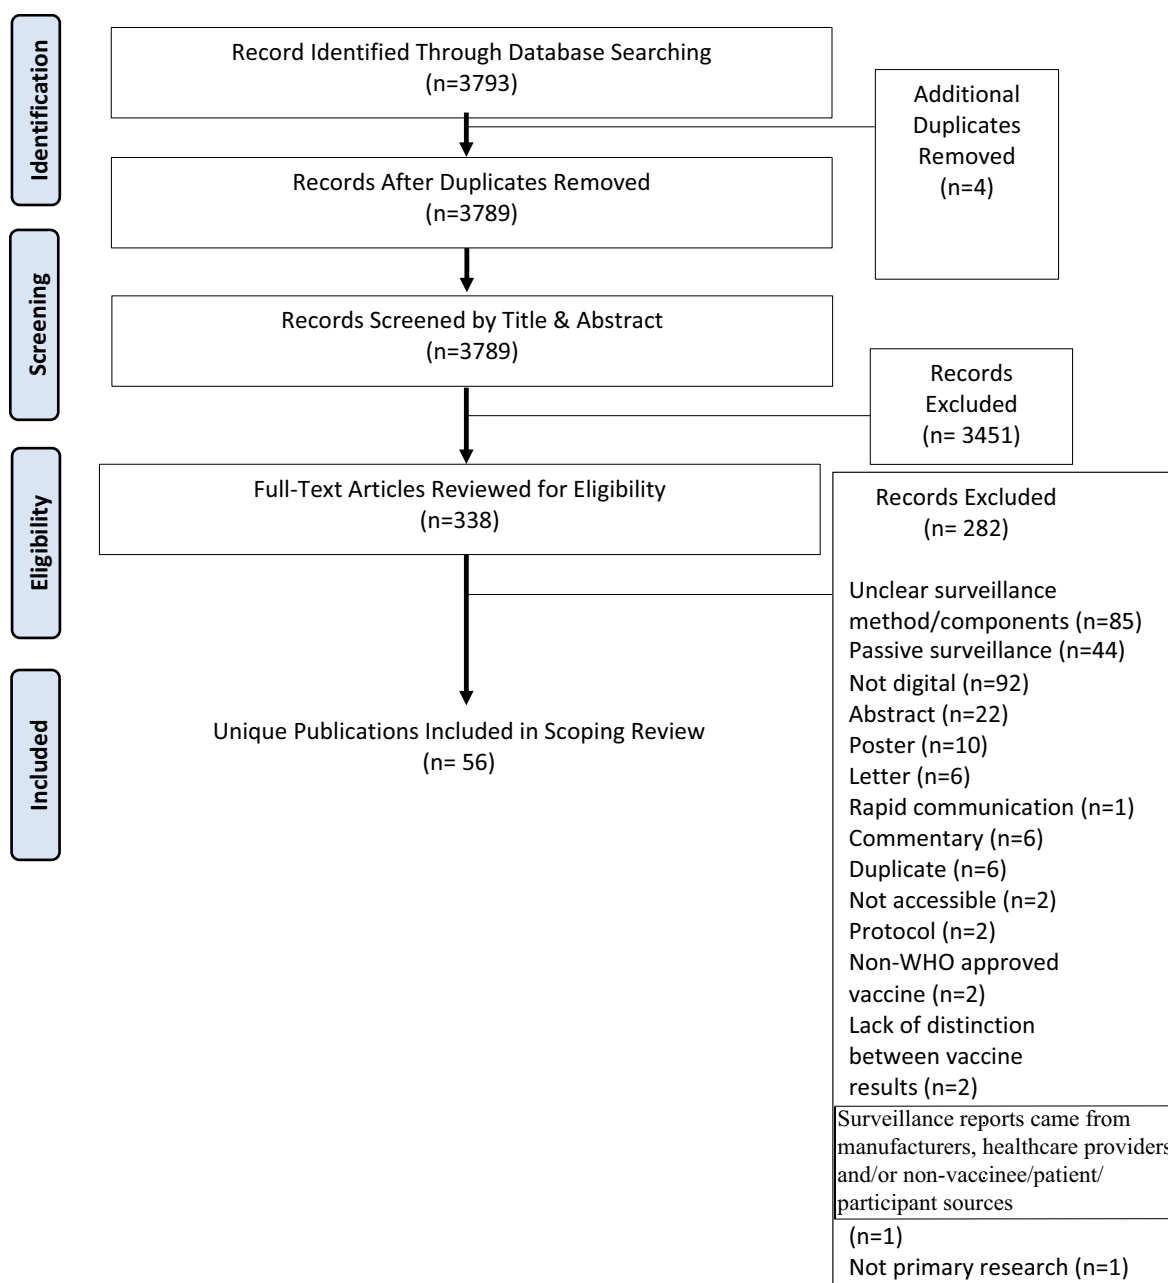 Identification
Record Identified Through Database Searching
(n=3793)
Additional
Duplicates
Removed
(n=4)
Records After Duplicates Removed
(n=3789)
Screening
Records Screened by Title & Abstract
(n=3789)
Records
Excluded
(n= 3451)
Eligibility
Full-Text Articles Reviewed for Eligibility
(n=338)
Records Excluded
(n= 282)
Unclear surveillance
method/components (n=85)
Passive surveillance (n=44)
Not digital (n=92)
Abstract (n=22)
Poster (n=10)
Letter (n=6)
Rapid communication (n=1)
Commentary (n=6)
Duplicate (n=6)
Not accessible (n=2)
Protocol (n=2)
Non-WHO approved
vaccine (n=2)
Lack of distinction
between vaccine
results (n=2)
Surveillance reports came from
manufacturers, healthcare providers
and/or non-vaccinee/patient/
participant sources
(n=1)
Not primary research (n=1)
Included
Unique Publications Included in Scoping Review
(n= 56)